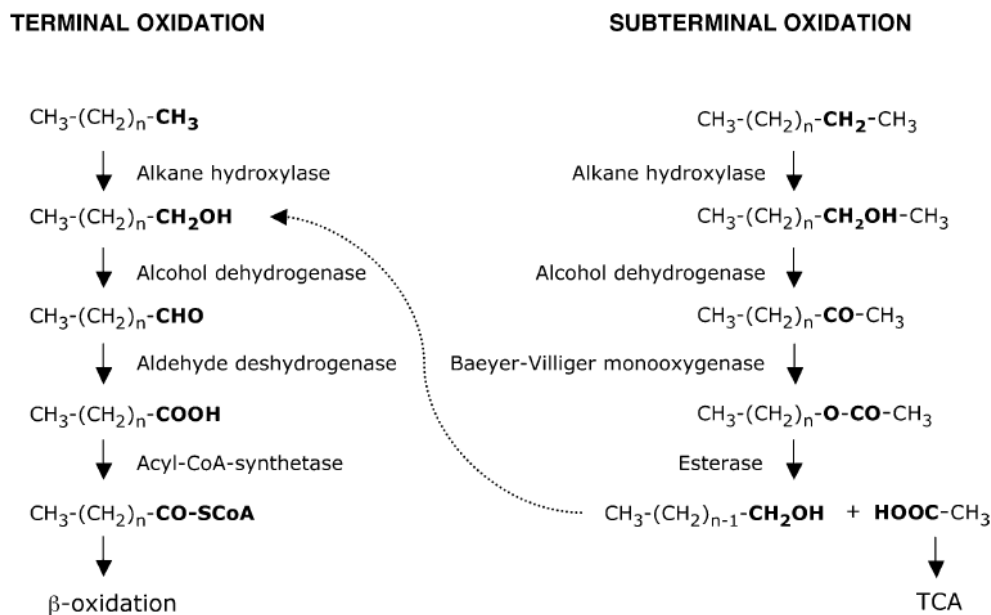 TERMINAL OXIDATION
CH₃-(CH₂)ₙ-CH₃
Alkane hydroxylase
CH₃-(CH₂)ₙ-CH₂OH
Alcohol dehydrogenase
CH₃-(CH₂)ₙ-CHO
Aldehyde deshydrogenase
CH₃-(CH₂)ₙ-COOH
Acyl-CoA-synthetase
CH₃-(CH₂)ₙ-CO-SCoA
β-oxidation
SUBTERMINAL OXIDATION
CH₃-(CH₂)ₙ-CH₂-CH₃
Alkane hydroxylase
CH₃-(CH₂)ₙ-CH₂OH-CH₃
Alcohol dehydrogenase
CH₃-(CH₂)ₙ-CO-CH₃
Baeyer-Villiger monooxygenase
CH₃-(CH₂)ₙ-O-CO-CH₃
Esterase
CH₃-(CH₂)ₙ₋₁-CH₂OH + HOOC-CH₃
TCA